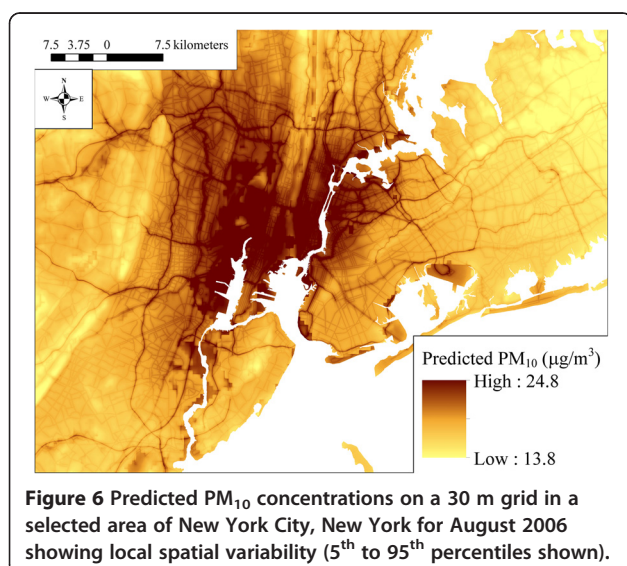 7.5 3.75 0 7.5 kilometers
N
W E
S
Predicted PM₁₀ (µg/m³)
High : 24.8
Low : 13.8
Figure 6 Predicted PM₁₀ concentrations on a 30 m grid in a
selected area of New York City, New York for August 2006
showing local spatial variability (5ᵗʰ to 95ᵗʰ percentiles shown).